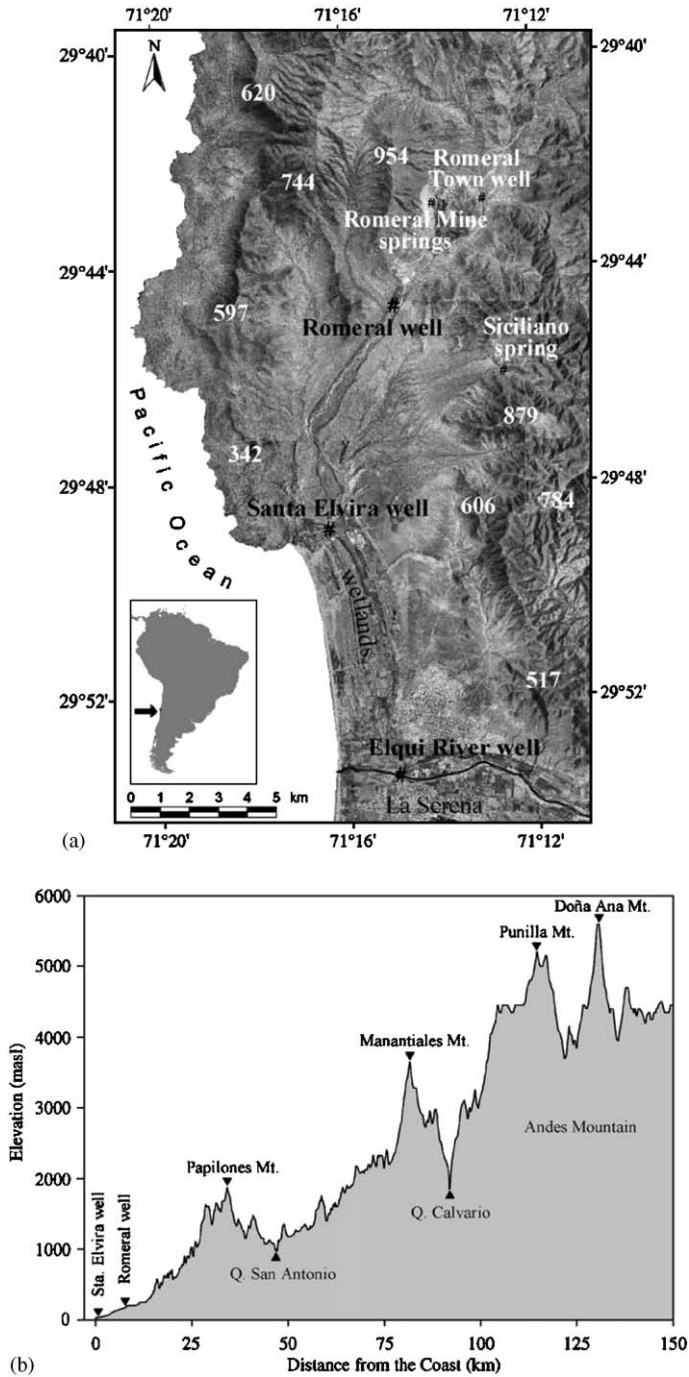 71°20' 71°16' 71°12'
29°40' 29°40'
N
620
954
Romeral
Town well
744
Romeral Mine
springs
29°44' 29°44'
597
Romeral well
Siciliano
spring
879
Pacific Ocean
342
29°48' 29°48'
Santa Elvira well
606
784
wetlands
517
29°52' 29°52'
Elqui River well
La Serena
0 1 2 3 4 5 km
71°20' 71°16' 71°12'
(a)
6000
5000
4000
3000
2000
1000
0
Elevation (masl)
Doña Ana Mt.
Punilla Mt.
Manantiales Mt.
Papilones Mt.
Andes Mountain
Q. Calvario
Q. San Antonio
Sta. Elvira well
Romeral well
0 25 50 75 100 125 150
Distance from the Coast (km)
(b)